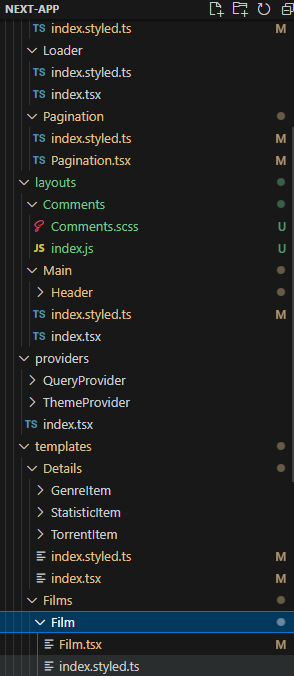 NEXT-APP
TS index.styled.ts M
Loader
TS index.styled.ts
TS index.tsx
Pagination
TS index.styled.ts M
TS Pagination.tsx M
layouts
Comments
Comments.scss U
JS index.js U
Main
Header
TS index.styled.ts M
TS index.tsx
providers
QueryProvider
ThemeProvider
TS index.tsx
templates
Details
GenreItem
StatisticItem
TorrentItem
index.styled.ts M
index.tsx M
Films
Film
Film.tsx M
index.styled.ts M